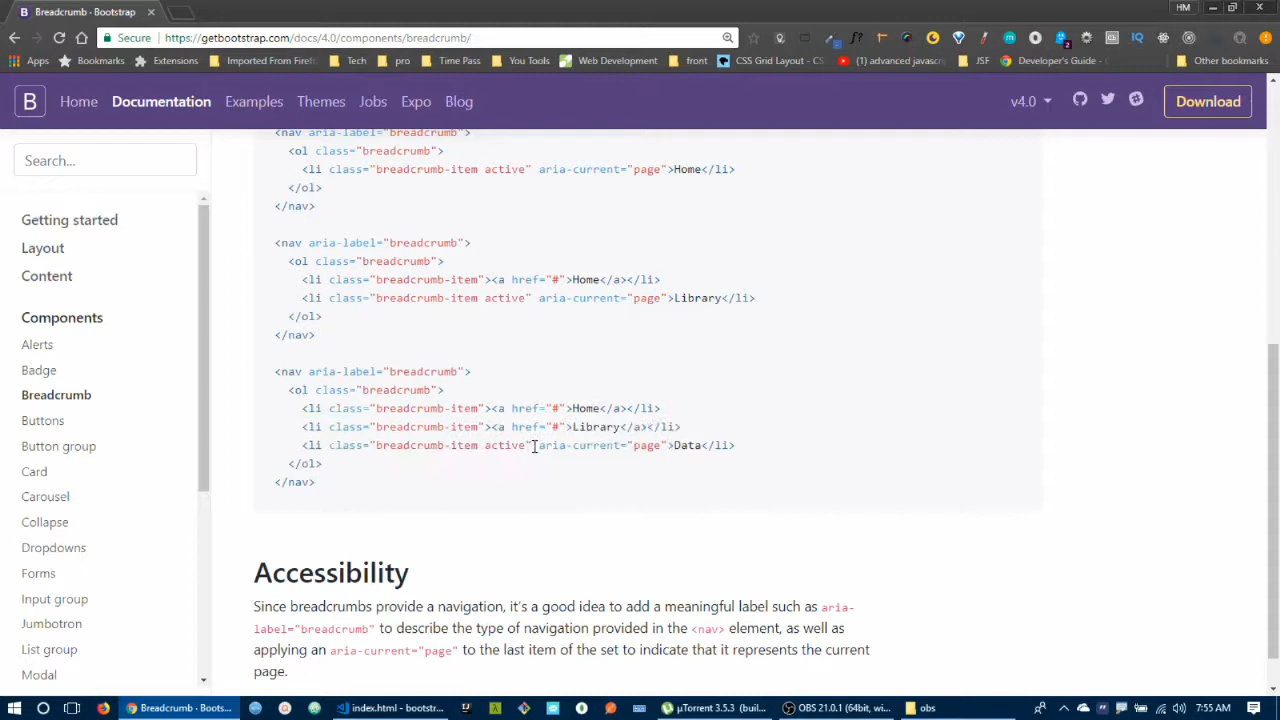 Breadcrumb · Bootstrap
HM
Secure
https://getbootstrap.com/docs/4.0/components/breadcrumb/
Apps
Bookmarks
Extensions
Imported From Firef
Tech
pro
Time Pass
You Tools
Web Development
front
CSS Grid Layout - CS
(1) advanced javascri
JSF
Developer's Guide -
Other bookmarks
B
Home
Documentation
Examples
Themes
Jobs
Expo
Blog
v4.0
Download
Search...
Getting started
Layout
Content
Components
Alerts
Badge
Breadcrumb
Buttons
Button group
Card
Carousel
Collapse
Dropdowns
Forms
Input group
Jumbotron
List group
Modal
<nav aria-label="breadcrumb">
<ol class="breadcrumb">
<li class="breadcrumb-item active" aria-current="page">Home</li>
</ol>
</nav>
<nav aria-label="breadcrumb">
<ol class="breadcrumb">
<li class="breadcrumb-item"><a href="#">Home</a></li>
<li class="breadcrumb-item active" aria-current="page">Library</li>
</ol>
</nav>
<nav aria-label="breadcrumb">
<ol class="breadcrumb">
<li class="breadcrumb-item"><a href="#">Home</a></li>
<li class="breadcrumb-item"><a href="#">Library</a></li>
<li class="breadcrumb-item active" aria-current="page">Data</li>
</ol>
</nav>
Accessibility
Since breadcrumbs provide a navigation, it's a good idea to add a meaningful label such as aria-
label="breadcrumb" to describe the type of navigation provided in the <nav> element, as well as
applying an aria-current="page" to the last item of the set to indicate that it represents the current
page.
Breadcrumb · Boots...
index.html - bootstr...
µTorrent 3.5.3 (buil...
OBS 21.0.1 (64bit, wi...
obs
7:55 AM